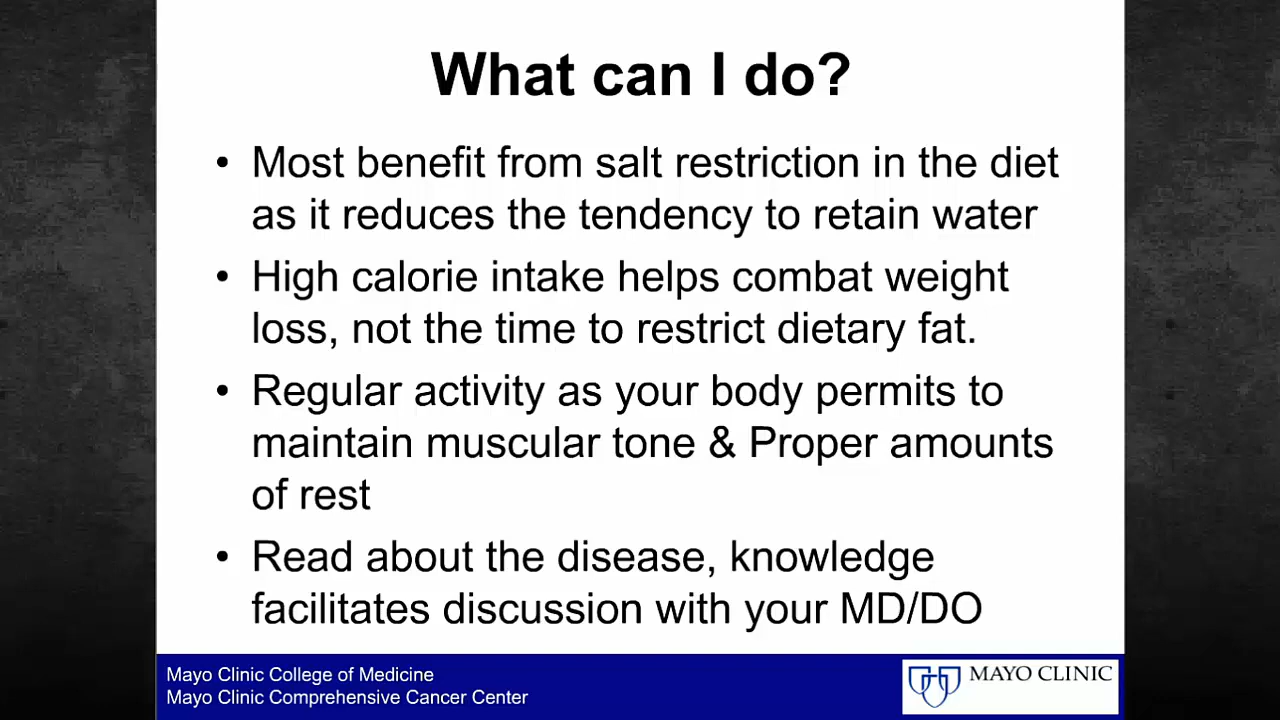 What can I do?
• Most benefit from salt restriction in the diet
as it reduces the tendency to retain water
• High calorie intake helps combat weight
loss, not the time to restrict dietary fat.
• Regular activity as your body permits to
maintain muscular tone & Proper amounts
of rest
• Read about the disease, knowledge
facilitates discussion with your MD/DO
Mayo Clinic College of Medicine
Mayo Clinic Comprehensive Cancer Center
MAYO CLINIC